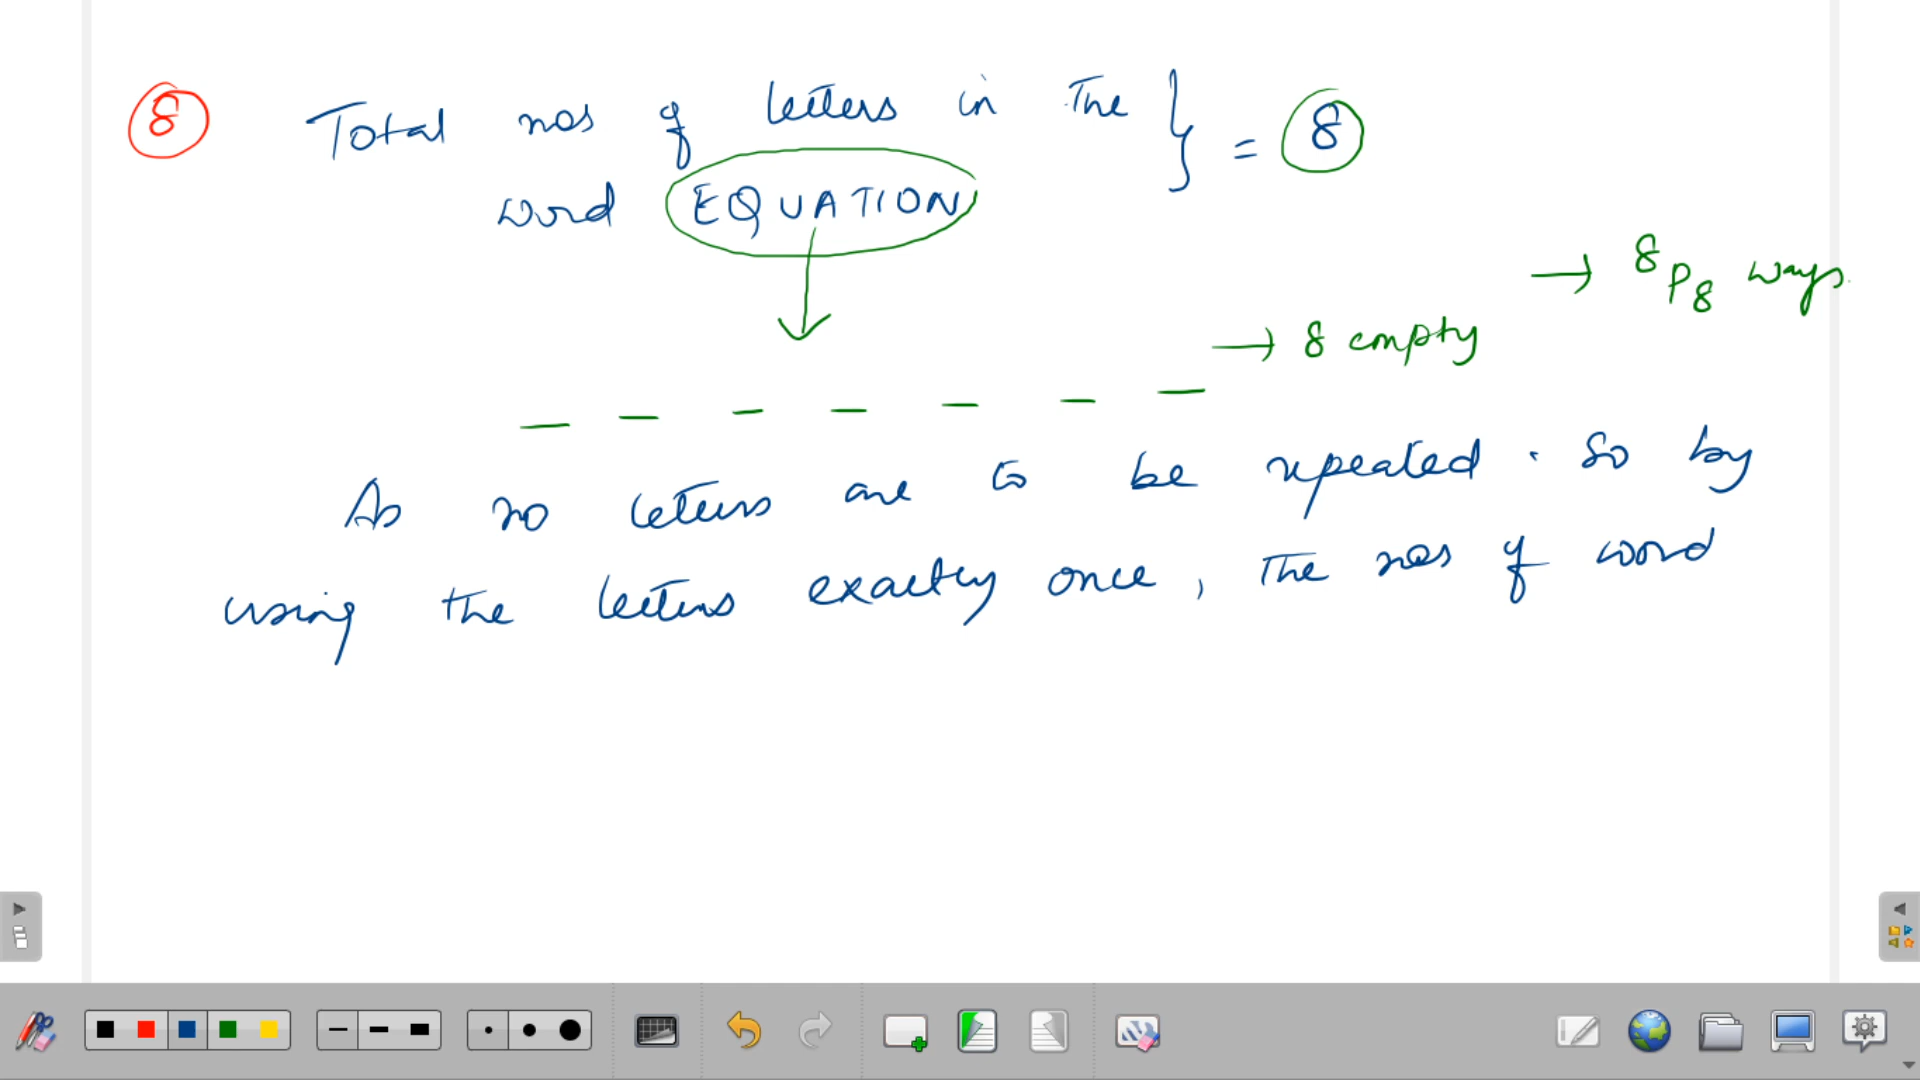 8 Total nos of letters in the } = 8
word EQUATION
→ 8P8 ways.
→ 8 empty
As no letters are to be repeated. So by
using the letters exactly once, the nos of word